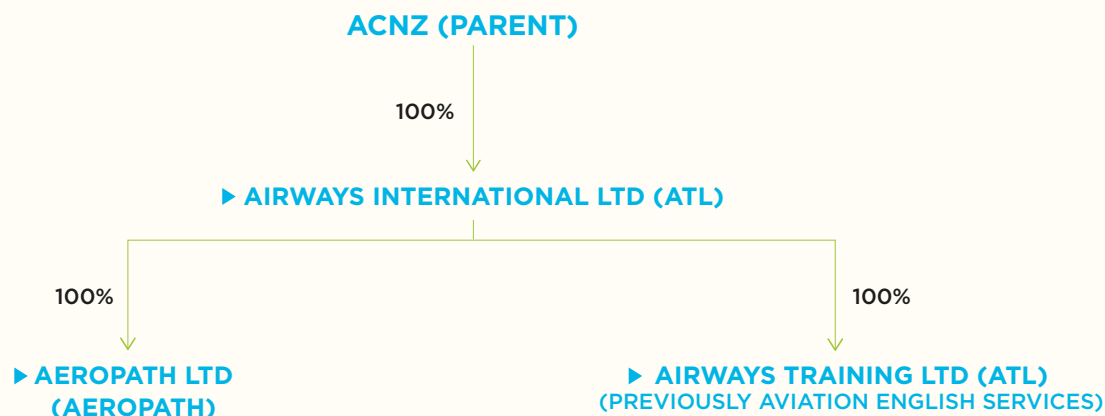 ACNZ (PARENT)
100%
AIRWAYS INTERNATIONAL LTD (ATL)
100%
100%
AEROPATH LTD
(AEROPATH)
AIRWAYS TRAINING LTD (ATL)
(PREVIOUSLY AVIATION ENGLISH SERVICES)